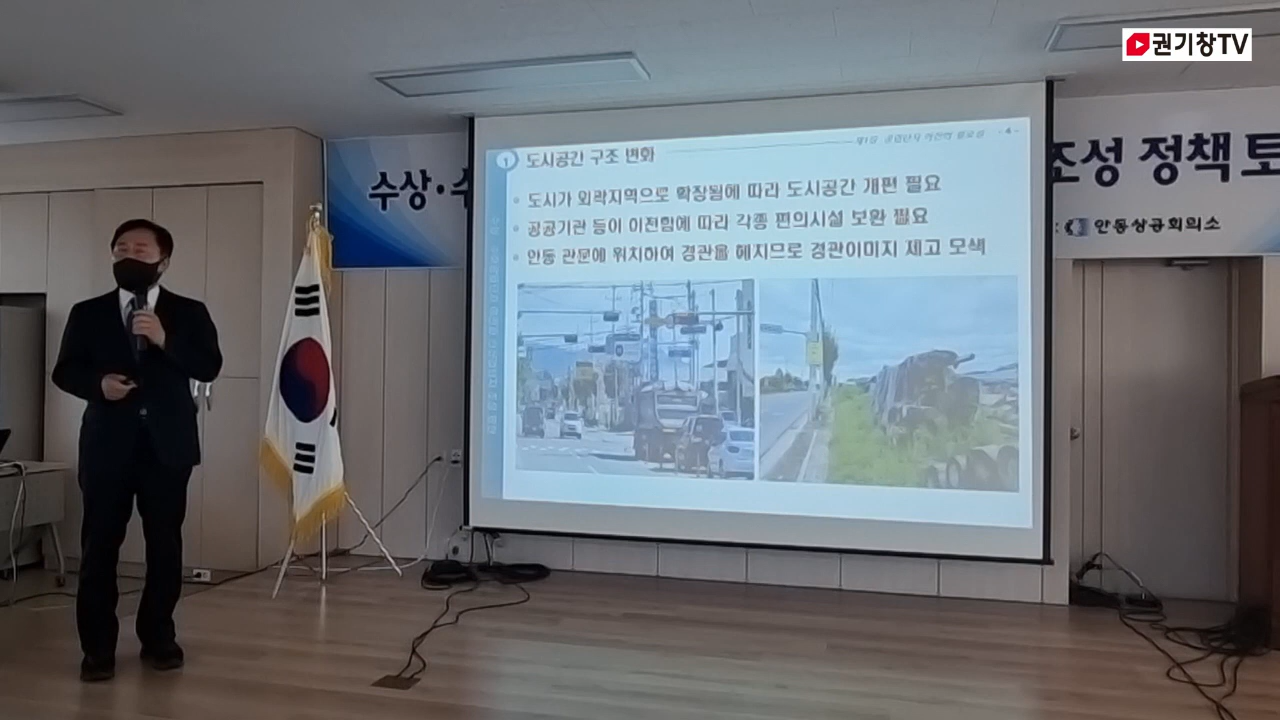 권기창TV
수상·수
조성 정책 토
안동상공회의소
- 4 -
1 도시공간 구조 변화
도시가 외곽지역으로 확장됨에 따라 도시공간 개편 필요
공공기관 등이 이전함에 따라 각종 편의시설 보완 필요
안동 관문에 위치하여 경관을 헤치므로 경관이미지 제고 모색